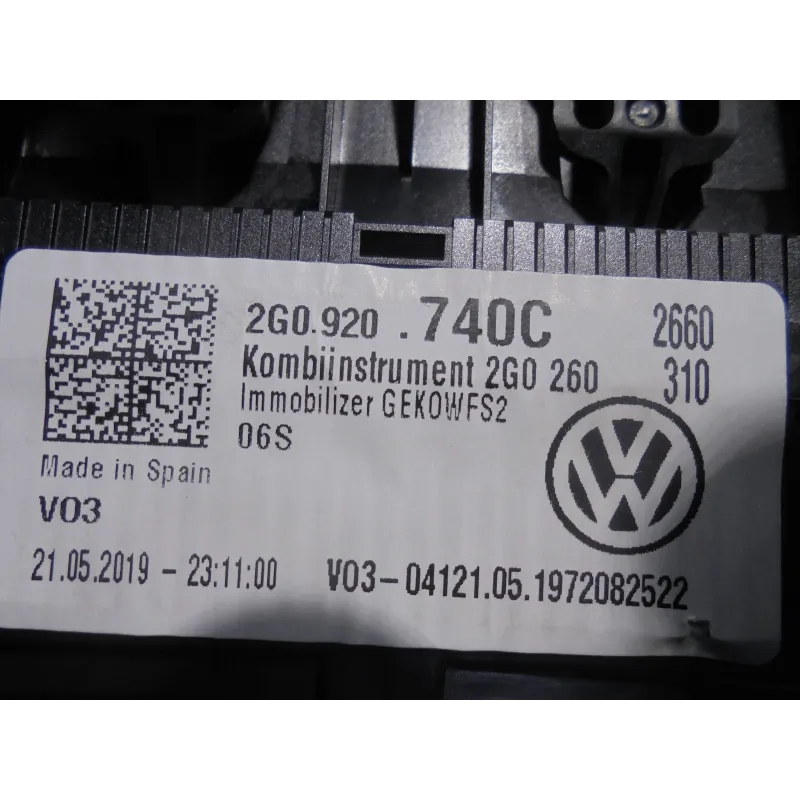 2G0.920 .740C 2660
Kombiinstrument 2G0 260 310
Immobilizer GEKOWFS2
06S
Made in Spain
V03
21.05.2019 - 23:11:00 V03-04121.05.1972082522